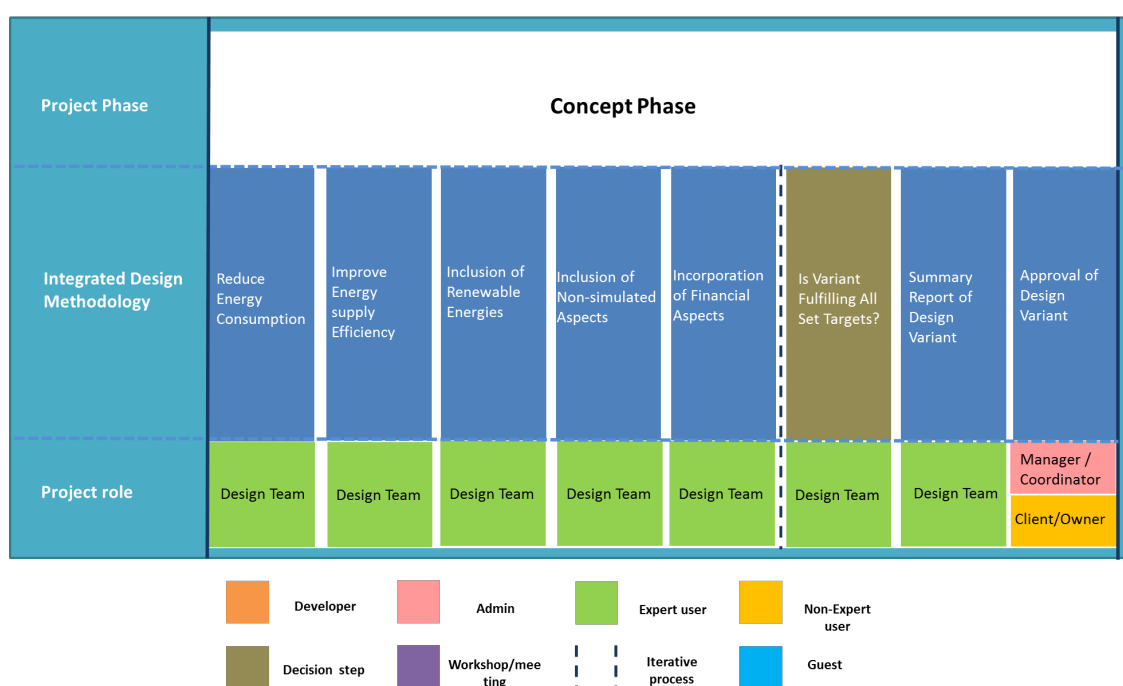 Project Phase
Concept Phase
Integrated Design
Methodology
Reduce
Energy
Consumption
Improve
Energy
supply
Efficiency
Inclusion of
Renewable
Energies
Inclusion of
Non-simulated
Aspects
Incorporation
of Financial
Aspects
Is Variant
Fulfilling All
Set Targets?
Summary
Report of
Design
Variant
Approval of
Design
Variant
Project role
Design Team
Design Team
Design Team
Design Team
Design Team
Design Team
Design Team
Manager /
Coordinator
Client/Owner
Developer
Admin
Expert user
Non-Expert
user
Decision step
Workshop/mee
ting
Iterative
process
Guest